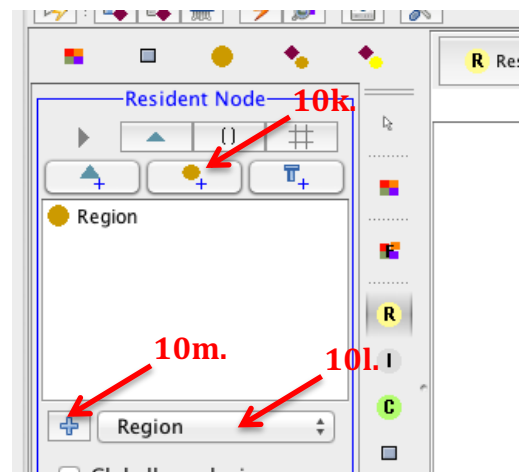 R Res
Resident Node
10k.
()
Region
F
R
10m.
10l.
I
Region
C